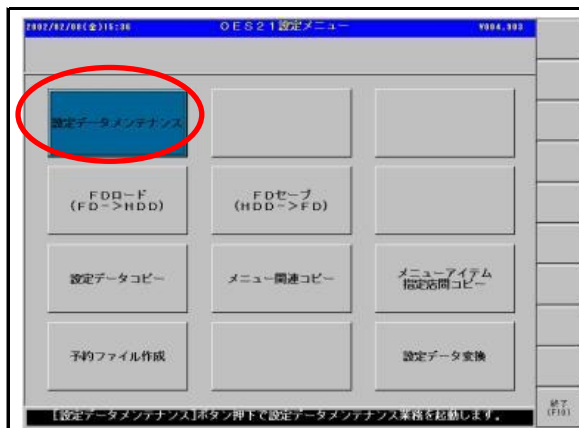 2002/02/08(金)15:36 OES21設定メニュー V004.003
設定データメンテナンス
FDロード
(FD->HDD)
FDセーブ
(HDD->FD)
設定データコピー
メニュー関連コピー
メニューアイテム
指定店間コピー
予約ファイル作成
設定データ変換
終了
(F10)
[設定データメンテナンス]ボタン押下で設定データメンテナンス業務を起動します。